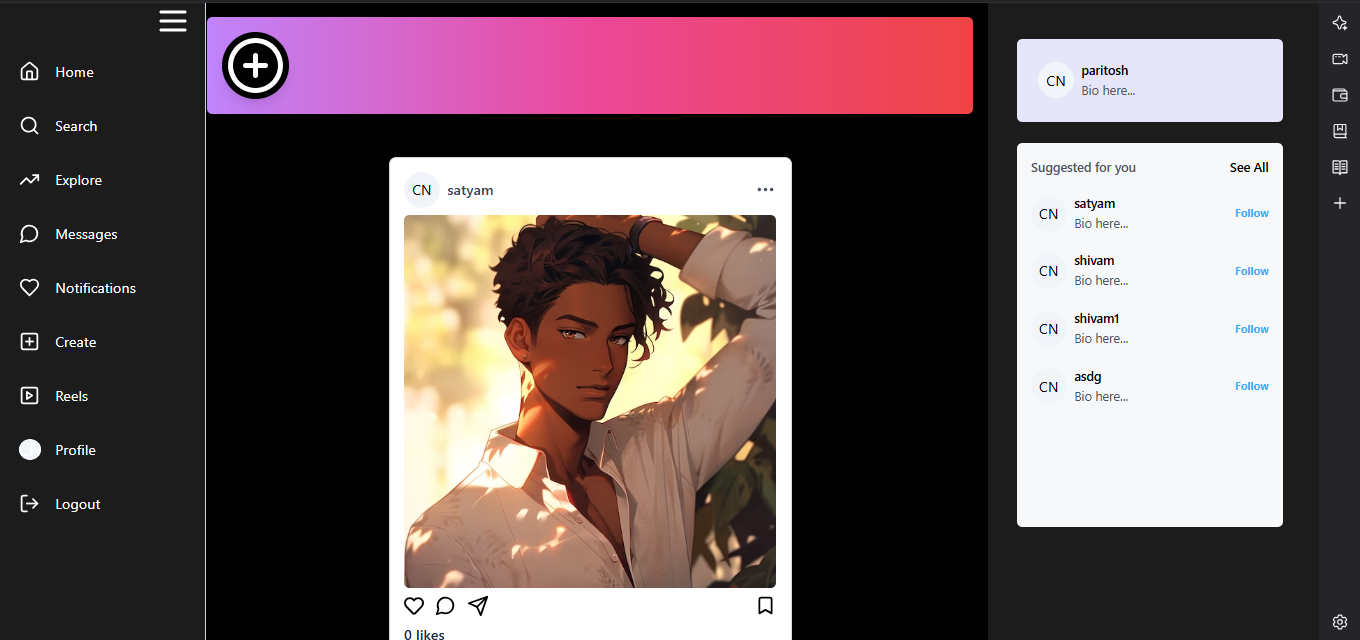 Home
Search
Explore
Messages
Notifications
Create
Reels
Profile
Logout
CN satyam
0 likes
CN paritosh
Bio here...
Suggested for you See All
CN satyam
Bio here...
Follow
CN shivam
Bio here...
Follow
CN shivam1
Bio here...
Follow
CN asdg
Bio here...
Follow